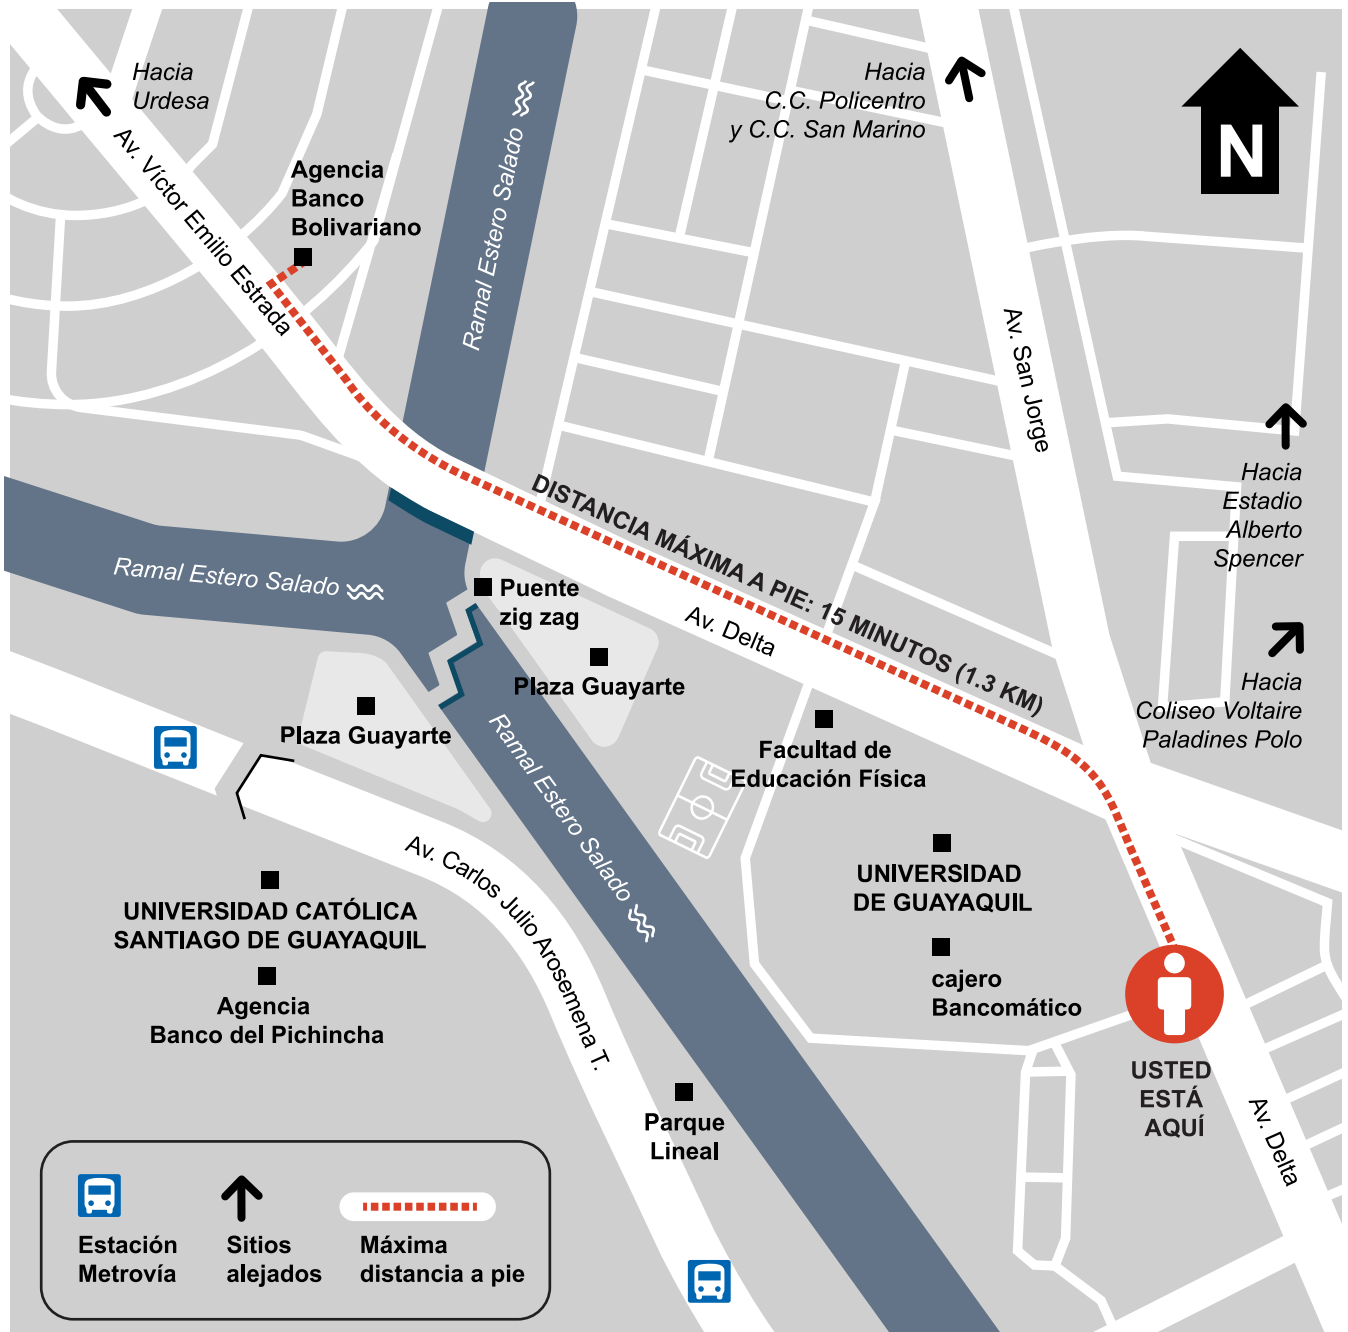 Hacia
Urdesa
Hacia
C.C. Policentro
y C.C. San Marino
N
Av. Víctor Emilio Estrada
Agencia
Banco
Bolivariano
Ramal Estero Salado
Av. San Jorge
Hacia
Estadio
Alberto
Spencer
DISTANCIA MÁXIMA A PIE: 15 MINUTOS (1.3 KM)
Ramal Estero Salado
Puente
zig zag
Av. Delta
Plaza Guayarte
Hacia
Coliseo Voltaire
Paladines Polo
Plaza Guayarte
Ramal Estero Salado
Facultad de
Educación Física
Av. Carlos Julio Arosemena T.
UNIVERSIDAD
DE GUAYAQUIL
UNIVERSIDAD CATÓLICA
SANTIAGO DE GUAYAQUIL
cajero
Bancomático
Agencia
Banco del Pichincha
USTED
ESTÁ
AQUÍ
Av. Delta
Parque
Lineal
Estación
Metrovía
Sitios
alejados
Máxima
distancia a pie